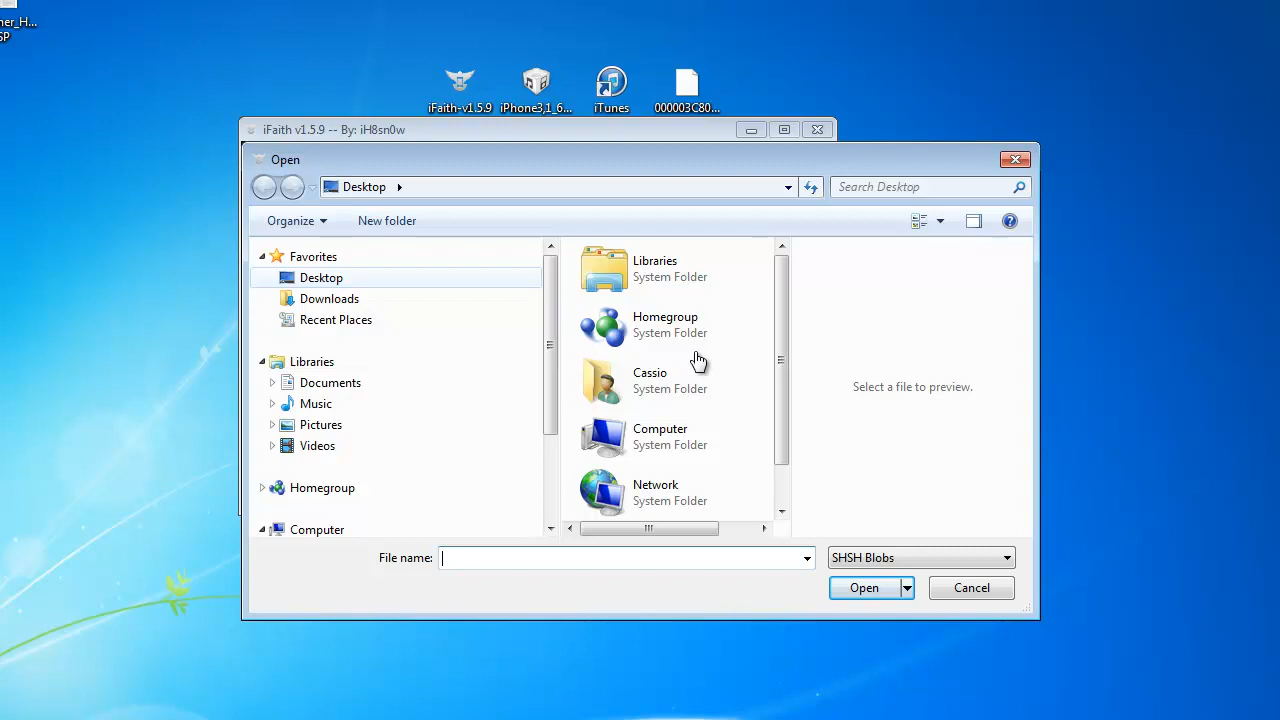 ner_H...
SP
iFaith-v1.5.9
iPhone3,1_6...
iTunes
000003C80...
iFaith v1.5.9 -- By: iH8sn0w
Open
Desktop
Search Desktop
Organize
New folder
Favorites
Desktop
Downloads
Recent Places
Libraries
Documents
Music
Pictures
Videos
Homegroup
Computer
Libraries
System Folder
Homegroup
System Folder
Cassio
System Folder
Computer
System Folder
Network
System Folder
Select a file to preview.
File name:
SHSH Blobs
Open
Cancel